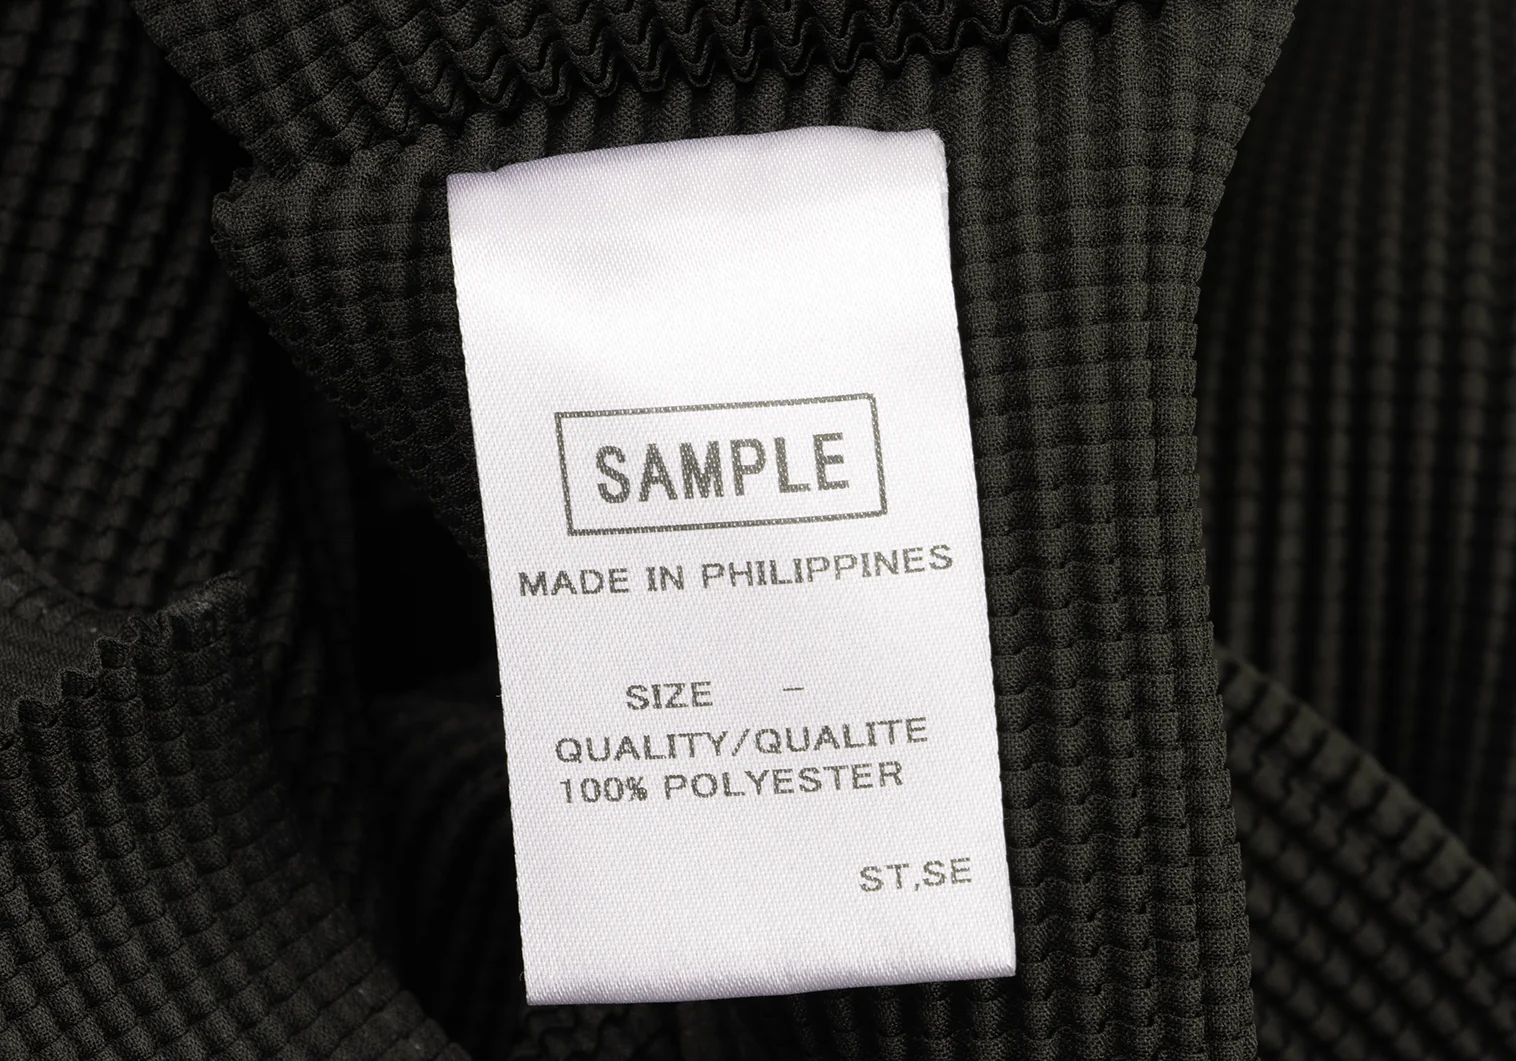 SAMPLE
MADE IN PHILIPPINES
SIZE –
QUALITY/QUALITE
100% POLYESTER
ST,SE